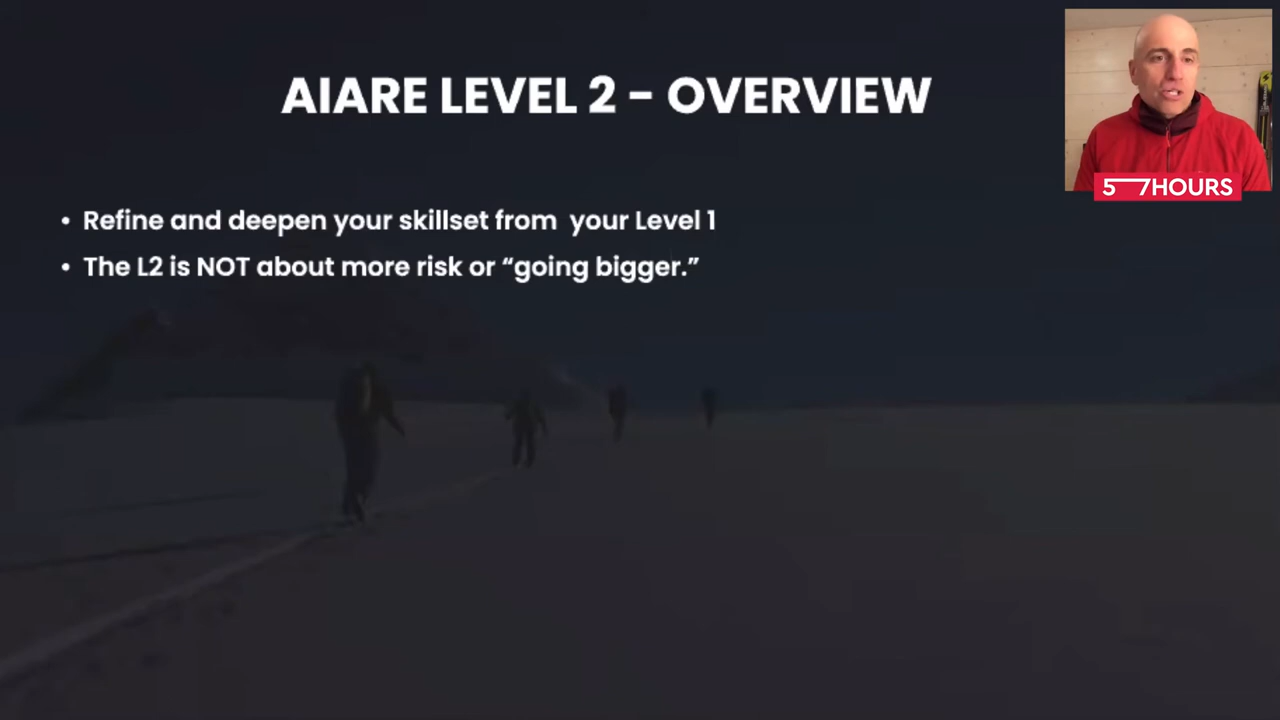 AIARE LEVEL 2 - OVERVIEW
5 7HOURS
• Refine and deepen your skillset from  your Level 1
• The L2 is NOT about more risk or “going bigger.”